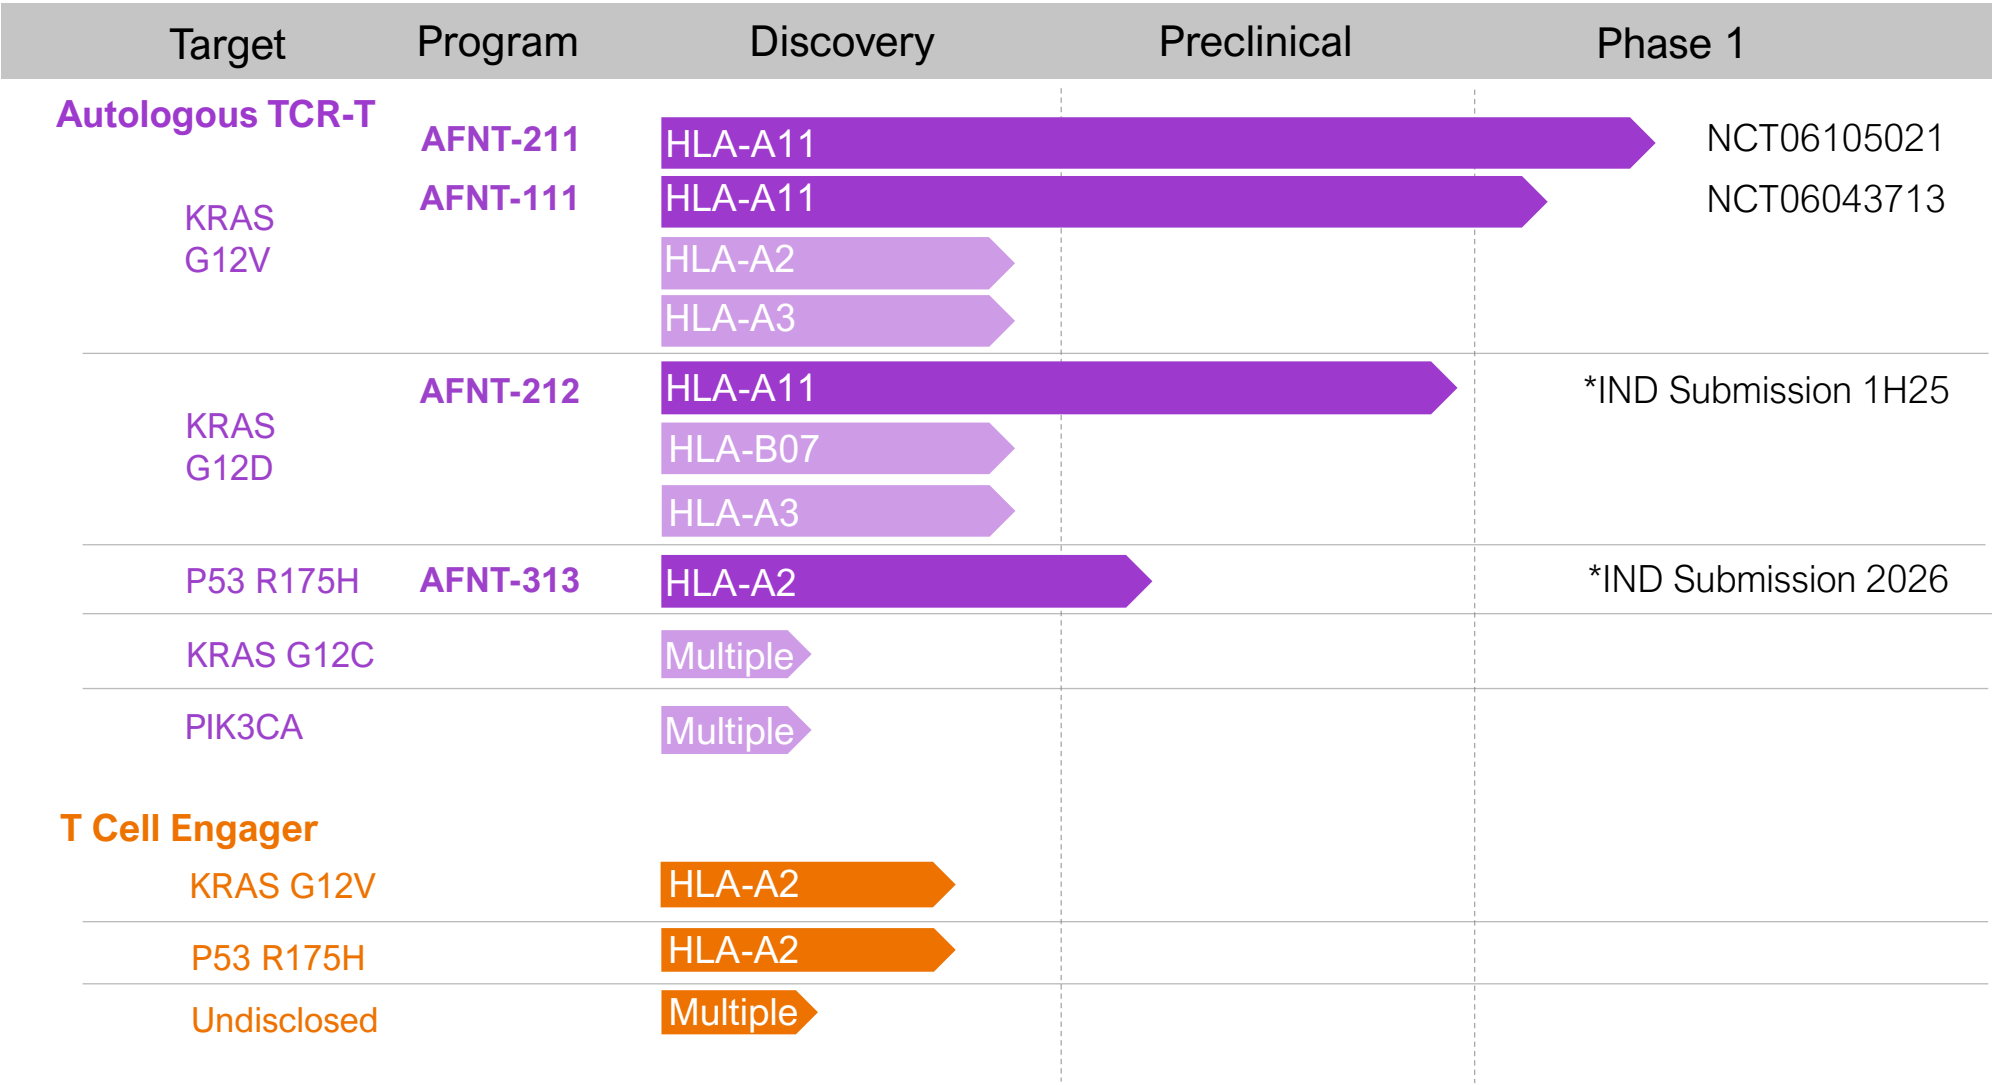 Target Program Discovery Preclinical Phase 1
Autologous TCR-T
AFNT-211 HLA-A11 NCT06105021
AFNT-111 HLA-A11 NCT06043713
KRAS
G12V
HLA-A2
HLA-A3
AFNT-212 HLA-A11 *IND Submission 1H25
KRAS
G12D
HLA-B07
HLA-A3
P53 R175H AFNT-313 HLA-A2 *IND Submission 2026
KRAS G12C Multiple
PIK3CA Multiple
T Cell Engager
KRAS G12V HLA-A2
P53 R175H HLA-A2
Undisclosed Multiple